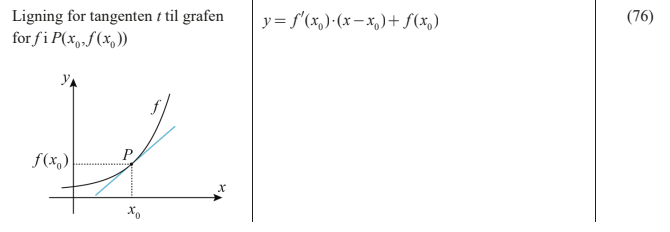 Ligning for tangenten t til grafen
for f i P(x₀, f(x₀))
y = f′(x₀)·(x − x₀) + f(x₀)
(76)
y
f
f(x₀)
P
x
x₀